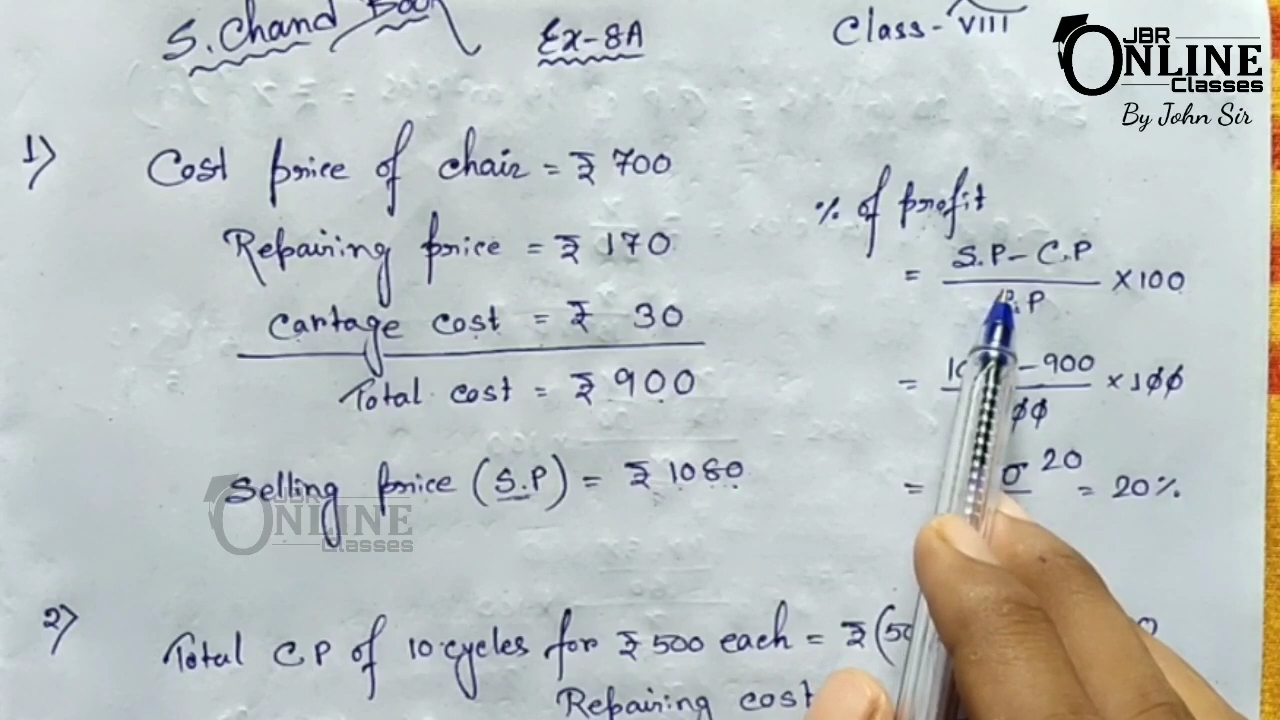 S. Chand Book
Ex-8A
Class-VIII
JBR
ONLINE
Classes
By John Sir
1)
Cost price of chair = ₹ 700
Repairing price = ₹ 170
Cartage cost = ₹ 30
Total cost = ₹ 900
Selling price (S.P) = ₹ 1080
% of profit
= S.P - C.P
× 100
.P
= - 900
× 100
= 20 = 20%
ONLINE
Classes
2)
Total C.P of 10 cycles for ₹ 500 each = ₹ (
Repairing cost